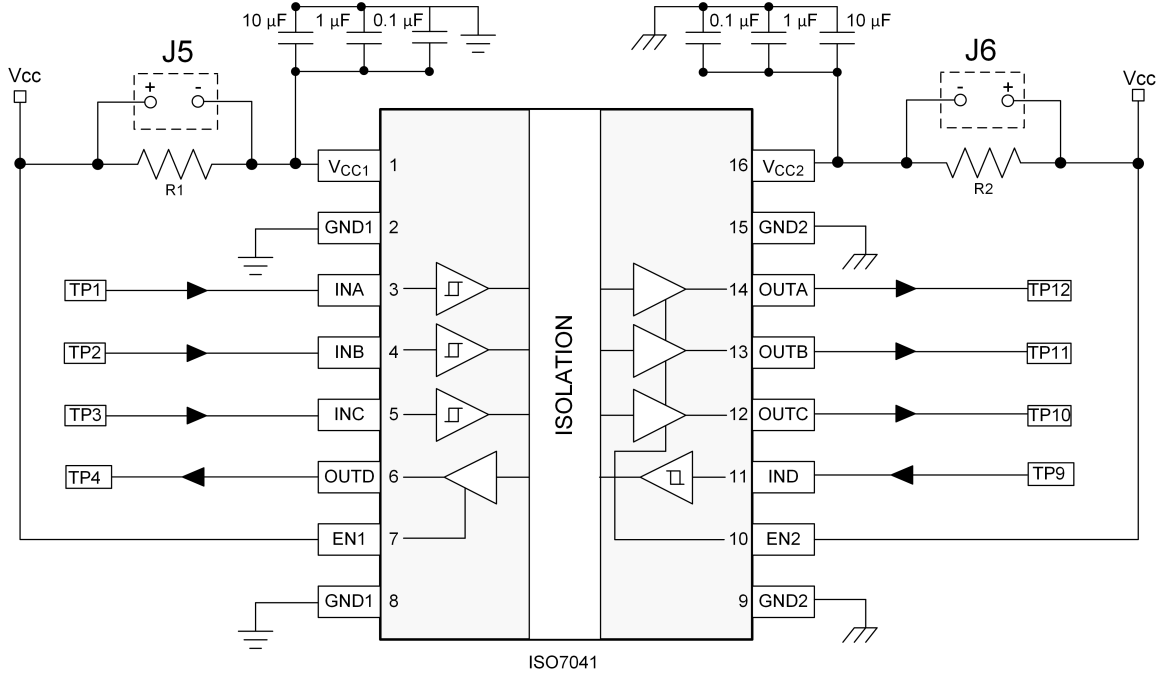 10 µF 1 µF 0.1 µF
0.1 µF 1 µF 10 µF
J5
J6
Vcc
Vcc
+ -
- +
R1
R2
VCC1 1
16 VCC2
GND1 2
15 GND2
TP1 INA 3
14 OUTA TP12
TP2 INB 4
13 OUTB TP11
TP3 INC 5
12 OUTC TP10
TP4 OUTD 6
11 IND TP9
EN1 7
10 EN2
GND1 8
9 GND2
ISOLATION
ISO7041